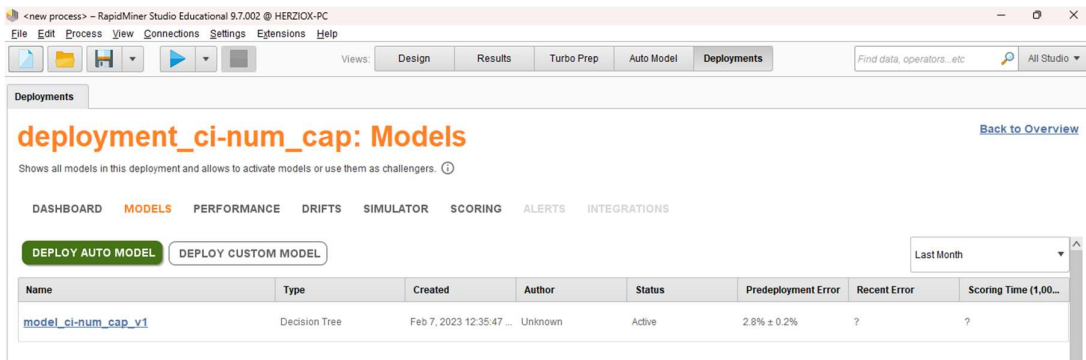 <new process> – RapidMiner Studio Educational 9.7.002 @ HERZIOX-PC
File Edit Process View Connections Settings Extensions Help
Views: Design Results Turbo Prep Auto Model Deployments Find data, operators...etc All Studio
Deployments
deployment_ci-num_cap: Models
Back to Overview
Shows all models in this deployment and allows to activate models or use them as challengers.
DASHBOARD MODELS PERFORMANCE DRIFTS SIMULATOR SCORING ALERTS INTEGRATIONS
DEPLOY AUTO MODEL DEPLOY CUSTOM MODEL Last Month
Name Type Created Author Status Predeployment Error Recent Error Scoring Time (1,00...
model_ci-num_cap_v1 Decision Tree Feb 7, 2023 12:35:47 ... Unknown Active 2.8% ± 0.2% ? ?